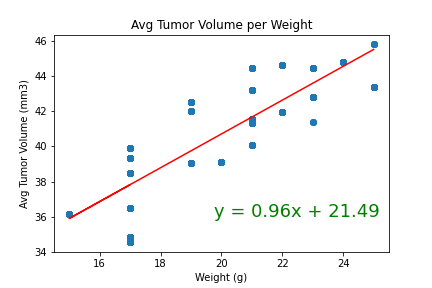 Avg Tumor Volume per Weight
Avg Tumor Volume (mm3)
46
44
42
40
38
36
34
y = 0.96x + 21.49
16 18 20 22 24
Weight (g)